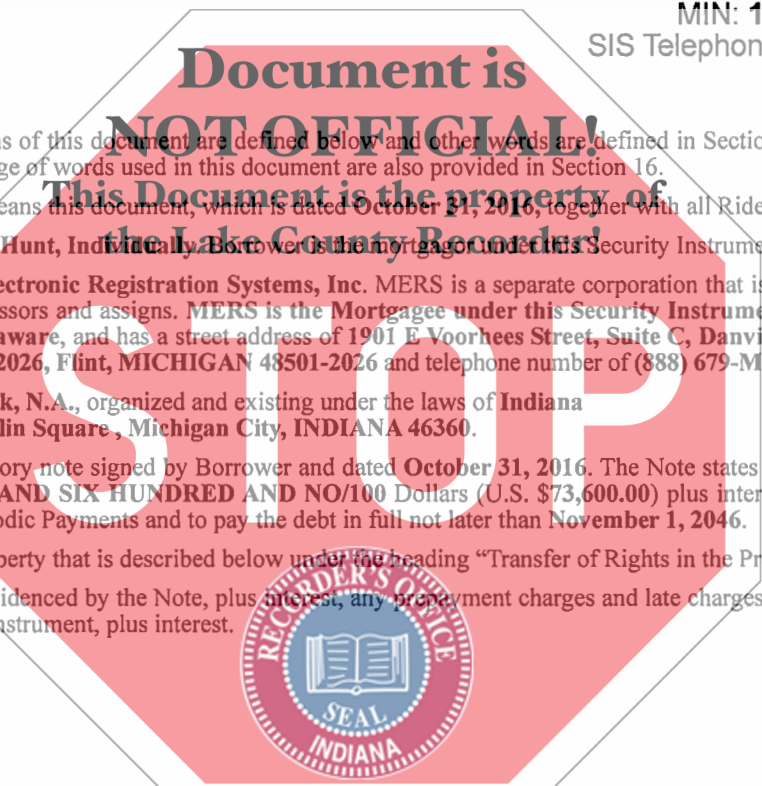 MIN: 1
SIS Telephon
Document is
NOT OFFICIAL!
This Document is the property of
the Lake County Recorder!
STOP
ns of this document are defined below and other words are defined in Sectio
ge of words used in this document are also provided in Section 16.
eans this document, which is dated October 31, 2016, together with all Ride
Hunt, Individually. Borrower is the mortgagor under this Security Instrume
ectronic Registration Systems, Inc. MERS is a separate corporation that is
ssors and assigns. MERS is the Mortgagee under this Security Instrume
aware, and has a street address of 1901 E Voorhees Street, Suite C, Danvi
2026, Flint, MICHIGAN 48501-2026 and telephone number of (888) 679-M
k, N.A., organized and existing under the laws of Indiana
lin Square , Michigan City, INDIANA 46360.
ory note signed by Borrower and dated October 31, 2016. The Note states
AND SIX HUNDRED AND NO/100 Dollars (U.S. $73,600.00) plus inter
odic Payments and to pay the debt in full not later than November 1, 2046.
perty that is described below under the heading “Transfer of Rights in the Pr
idenced by the Note, plus interest, any prepayment charges and late charges
nstrument, plus interest.
RECORDER'S OFFICE
SEAL
INDIANA